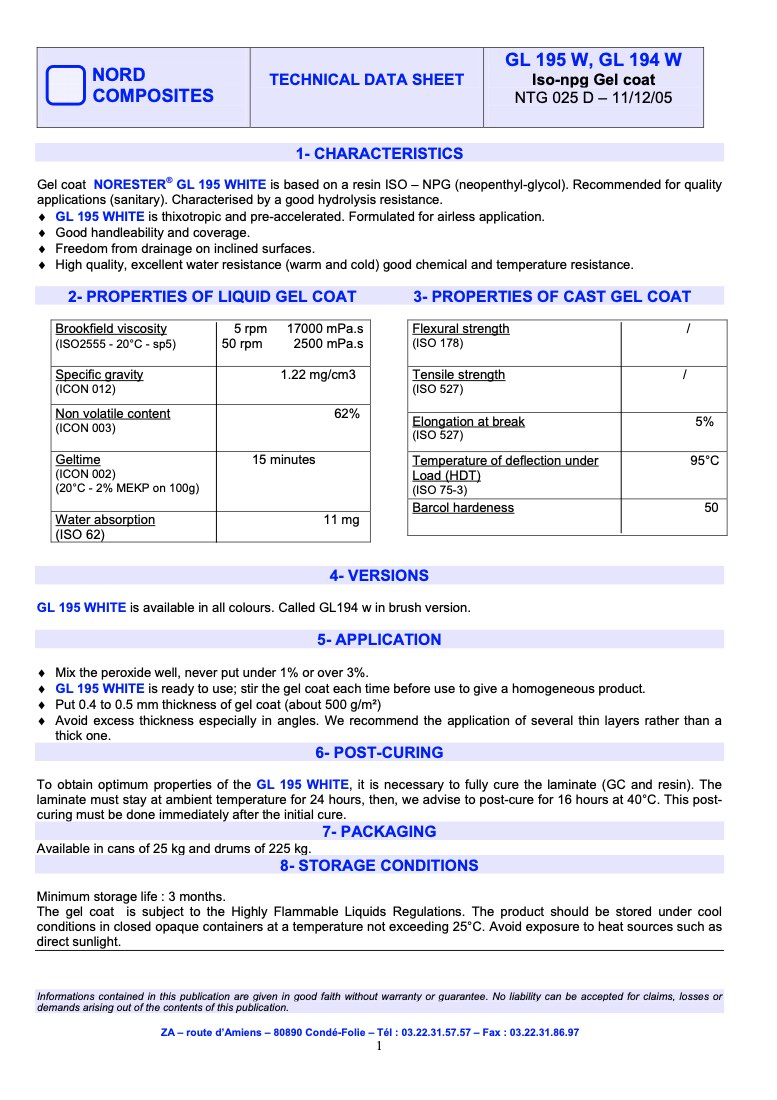 NORD
COMPOSITES
TECHNICAL DATA SHEET
GL 195 W, GL 194 W
Iso-npg Gel coat
NTG 025 D – 11/12/05
1- CHARACTERISTICS
Gel coat NORESTER® GL 195 WHITE is based on a resin ISO – NPG (neopenthyl-glycol). Recommended for quality
applications (sanitary). Characterised by a good hydrolysis resistance.
♦ GL 195 WHITE is thixotropic and pre-accelerated. Formulated for airless application.
♦ Good handleability and coverage.
♦ Freedom from drainage on inclined surfaces.
♦ High quality, excellent water resistance (warm and cold) good chemical and temperature resistance.
2- PROPERTIES OF LIQUID GEL COAT
Brookfield viscosity 5 rpm 17000 mPa.s
(ISO2555 - 20°C - sp5) 50 rpm 2500 mPa.s
Specific gravity 1.22 mg/cm3
(ICON 012)
Non volatile content 62%
(ICON 003)
Geltime 15 minutes
(ICON 002)
(20°C - 2% MEKP on 100g)
Water absorption 11 mg
(ISO 62)
3- PROPERTIES OF CAST GEL COAT
Flexural strength /
(ISO 178)
Tensile strength /
(ISO 527)
Elongation at break 5%
(ISO 527)
Temperature of deflection under 95°C
Load (HDT)
(ISO 75-3)
Barcol hardeness 50
4- VERSIONS
GL 195 WHITE is available in all colours. Called GL194 w in brush version.
5- APPLICATION
♦ Mix the peroxide well, never put under 1% or over 3%.
♦ GL 195 WHITE is ready to use; stir the gel coat each time before use to give a homogeneous product.
♦ Put 0.4 to 0.5 mm thickness of gel coat (about 500 g/m²)
♦ Avoid excess thickness especially in angles. We recommend the application of several thin layers rather than a
thick one.
6- POST-CURING
To obtain optimum properties of the GL 195 WHITE, it is necessary to fully cure the laminate (GC and resin). The
laminate must stay at ambient temperature for 24 hours, then, we advise to post-cure for 16 hours at 40°C. This post-
curing must be done immediately after the initial cure.
7- PACKAGING
Available in cans of 25 kg and drums of 225 kg.
8- STORAGE CONDITIONS
Minimum storage life : 3 months.
The gel coat is subject to the Highly Flammable Liquids Regulations. The product should be stored under cool
conditions in closed opaque containers at a temperature not exceeding 25°C. Avoid exposure to heat sources such as
direct sunlight.
Informations contained in this publication are given in good faith without warranty or guarantee. No liability can be accepted for claims, losses or
demands arising out of the contents of this publication.
ZA – route d'Amiens – 80890 Condé-Folie – Tél : 03.22.31.57.57 – Fax : 03.22.31.86.97
1